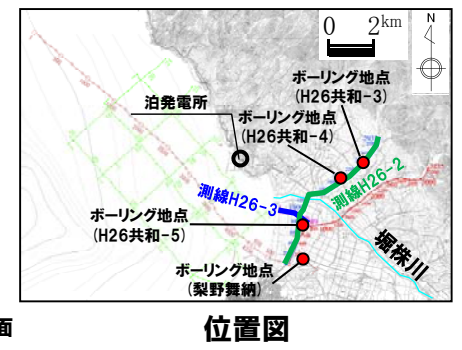 0 2km
N
ボーリング地点
(H26共和-3)
泊発電所
ボーリング地点
(H26共和-4)
測線H26-2
測線H26-3
ボーリング地点
(H26共和-5)
堀株川
ボーリング地点
(梨野舞納)
面
位置図